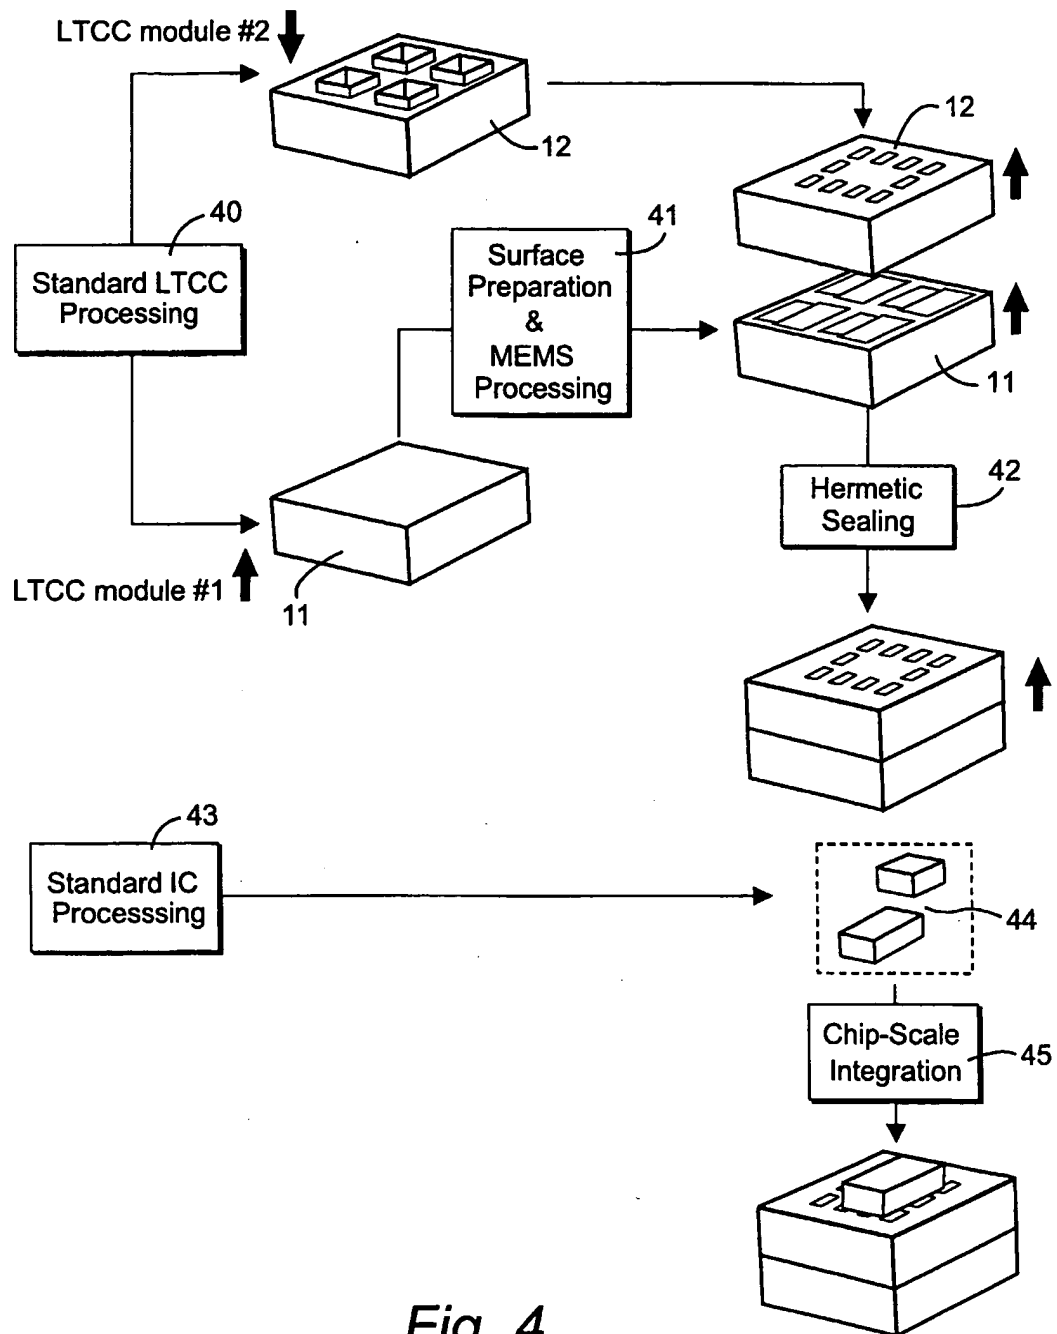 LTCC module #2
12
12
40
41
Standard LTCC
Processing
Surface
Preparation
&
MEMS
Processing
11
42
Hermetic
Sealing
LTCC module #1
11
43
Standard IC
Processsing
44
Chip-Scale
Integration
45
Fig. 4